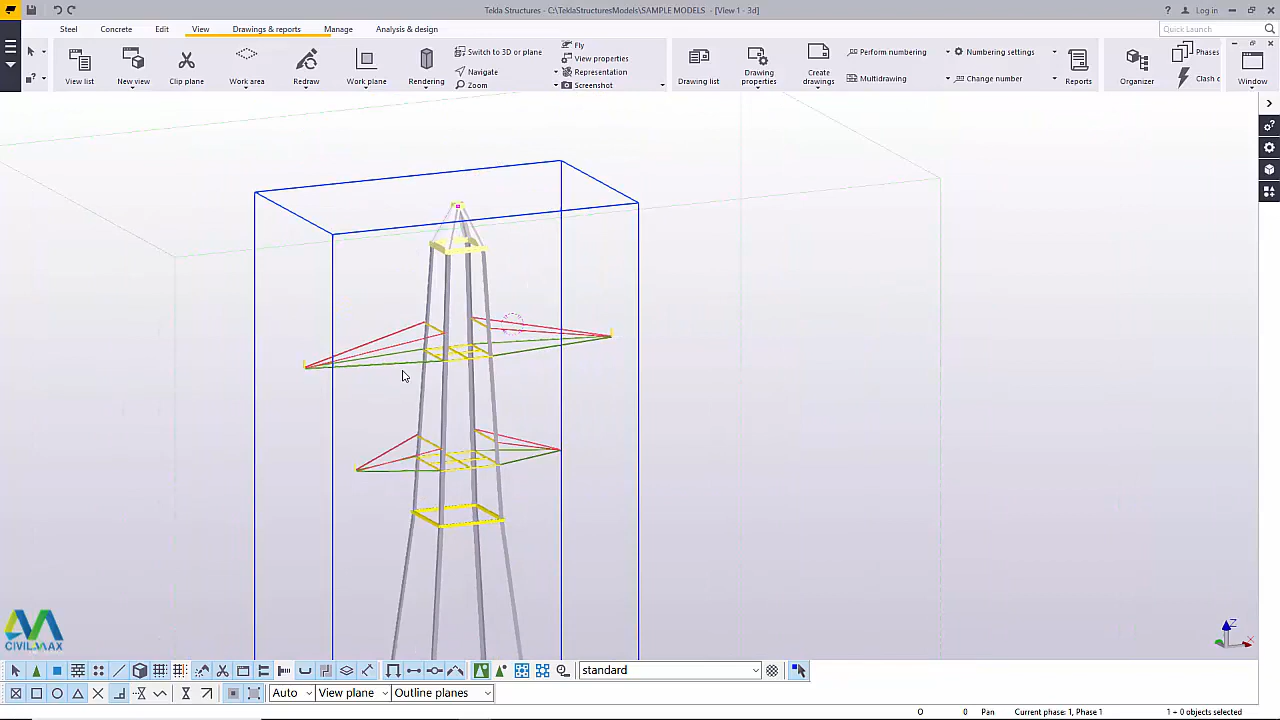 Tekla Structures - C:\TeklaStructuresModels\SAMPLE MODELS - [View 1 - 3d]
? Log in
Steel Concrete Edit View Drawings & reports Manage Analysis & design
Quick Launch
View list
New view
Clip plane
Work area
Redraw
Work plane
Rendering
Switch to 3D or plane
Navigate
Zoom
Fly
View properties
Representation
Screenshot
Drawing list
Drawing properties
Create drawings
Perform numbering
Multidrawing
Numbering settings
Change number
Reports
Organizer
Phases
Clash c
Window
Z
X
CIVILMAX
standard
Auto
View plane
Outline planes
O 0 Pan Current phase: 1, Phase 1 1 + 0 objects selected